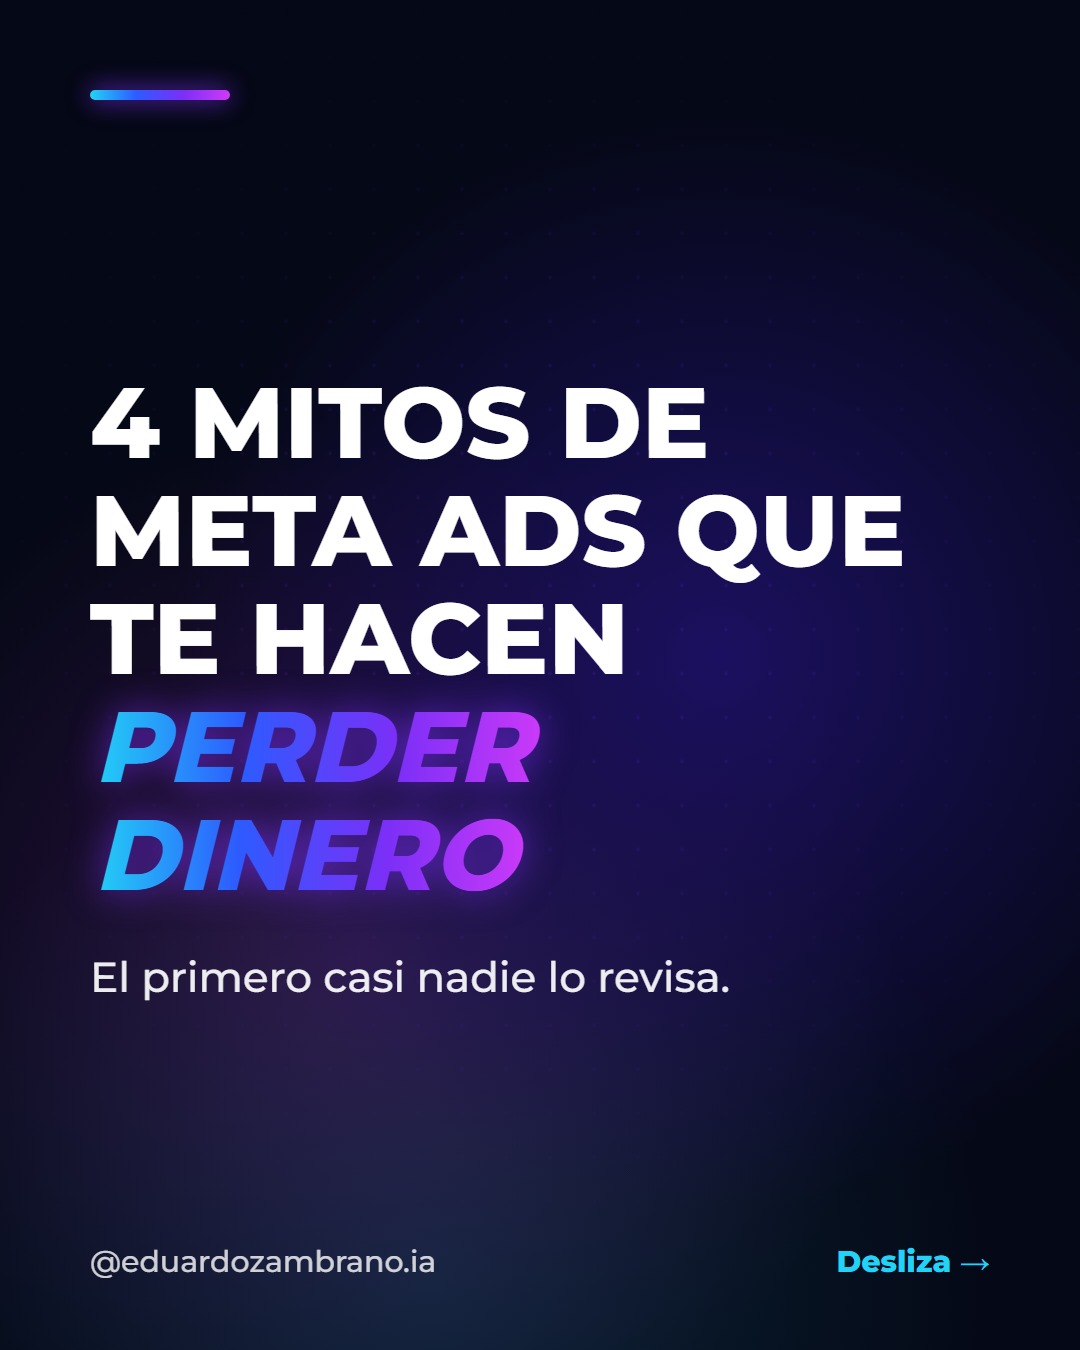 4 MITOS DE
META ADS QUE
TE HACEN
PERDER
DINERO
El primero casi nadie lo revisa.
@eduardozambrano.ia
Desliza →